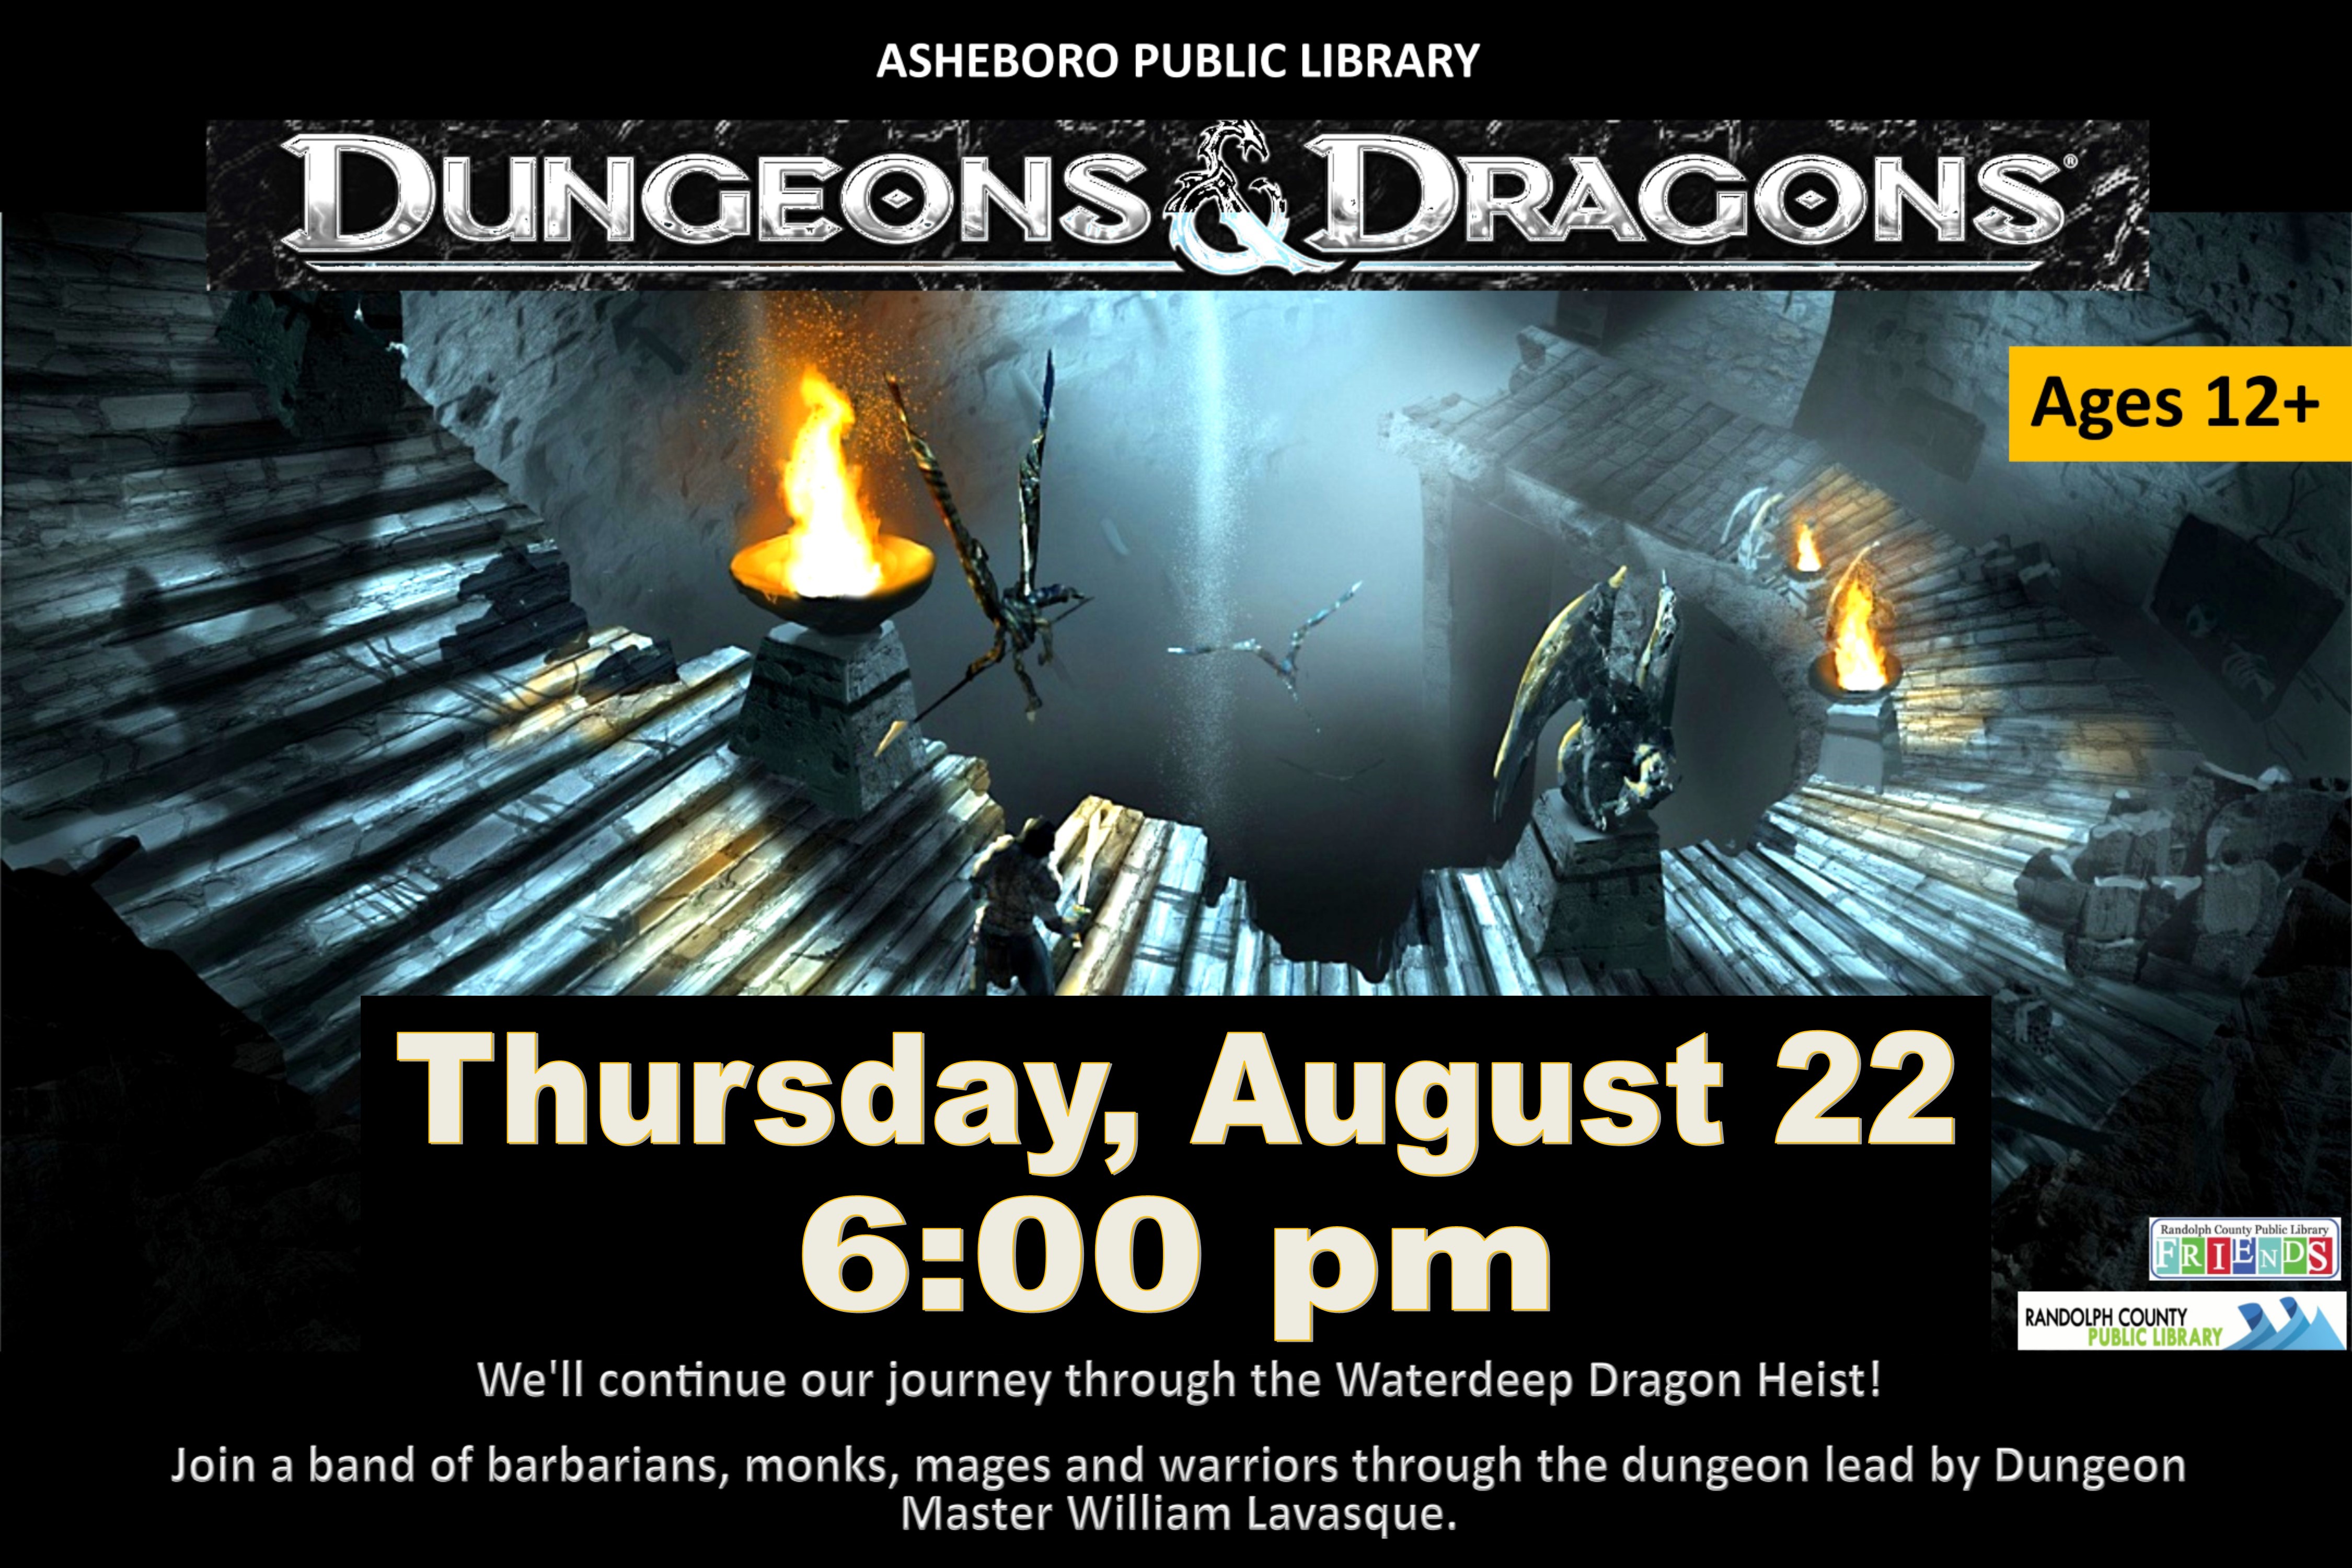 ASHEBORO PUBLIC LIBRARY
DUNGEONS & DRAGONS®
Ages 12+
Thursday, August 22
6:00 pm
Randolph County Public Library
FRIENDS
RANDOLPH COUNTY
PUBLIC LIBRARY
We'll continue our journey through the Waterdeep Dragon Heist!
Join a band of barbarians, monks, mages and warriors through the dungeon lead by Dungeon
Master William Lavasque.